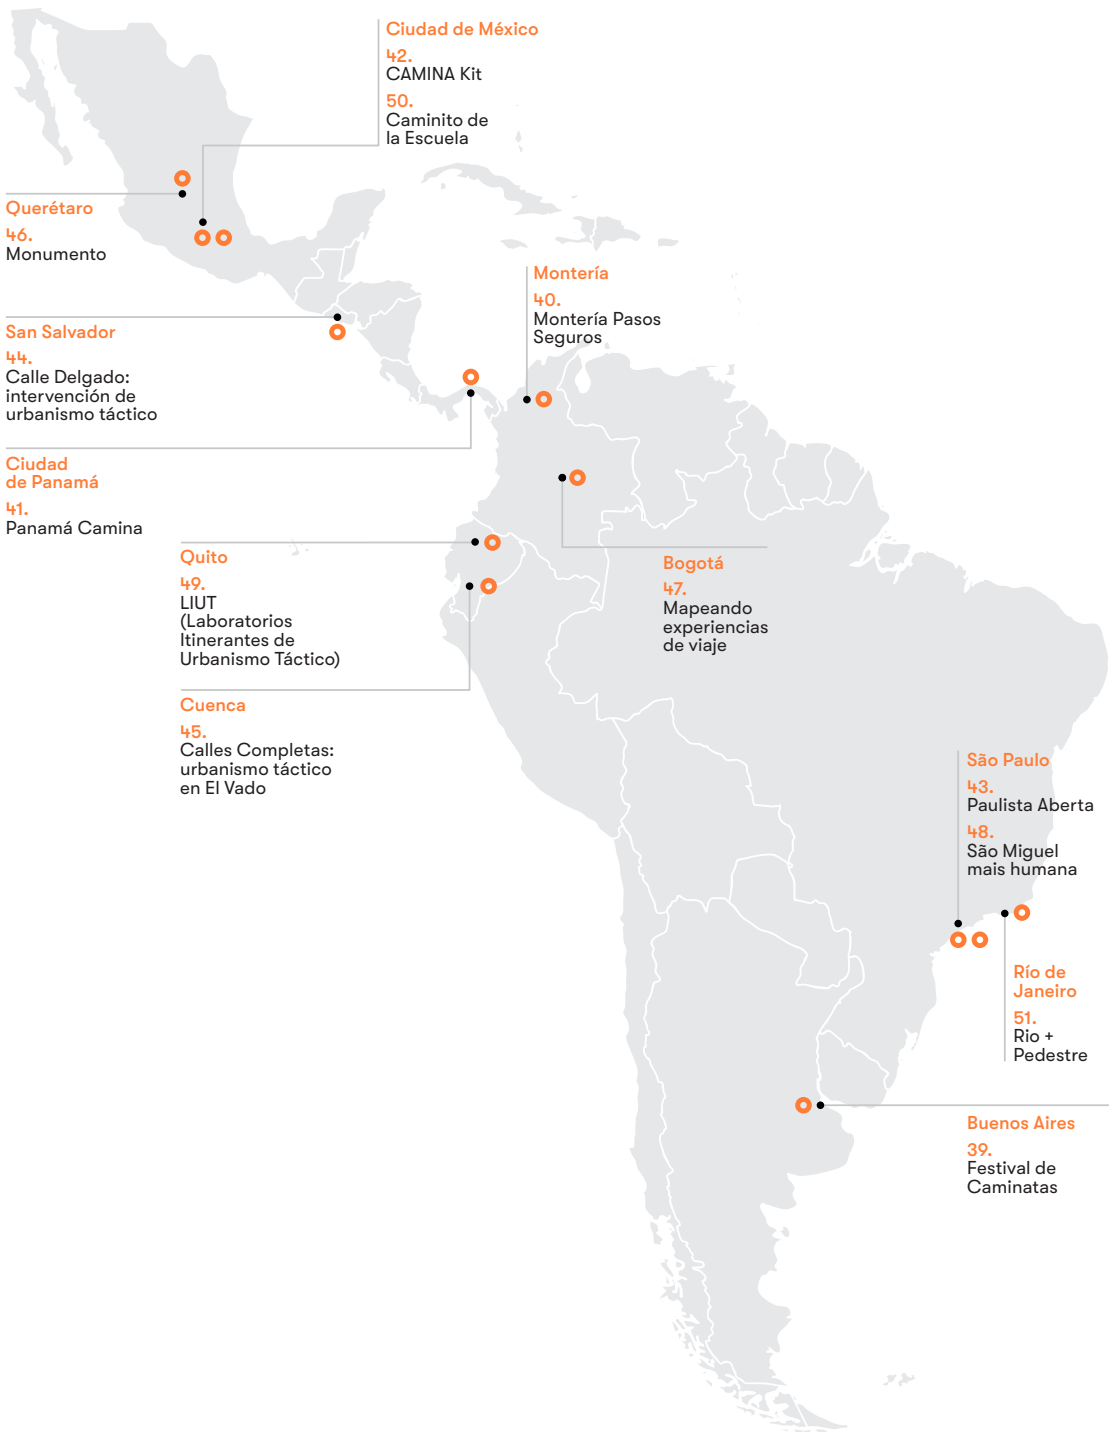 Ciudad de México
42.
CAMINA Kit
50.
Caminito de
la Escuela
Querétaro
46.
Monumento
Montería
40.
Montería Pasos
Seguros
San Salvador
44.
Calle Delgado:
intervención de
urbanismo táctico
Ciudad
de Panamá
41.
Panamá Camina
Quito
49.
LIUT
(Laboratorios
Itinerantes de
Urbanismo Táctico)
Bogotá
47.
Mapeando
experiencias
de viaje
Cuenca
45.
Calles Completas:
urbanismo táctico
en El Vado
São Paulo
43.
Paulista Aberta
48.
São Miguel
mais humana
Río de
Janeiro
51.
Rio +
Pedestre
Buenos Aires
39.
Festival de
Caminatas